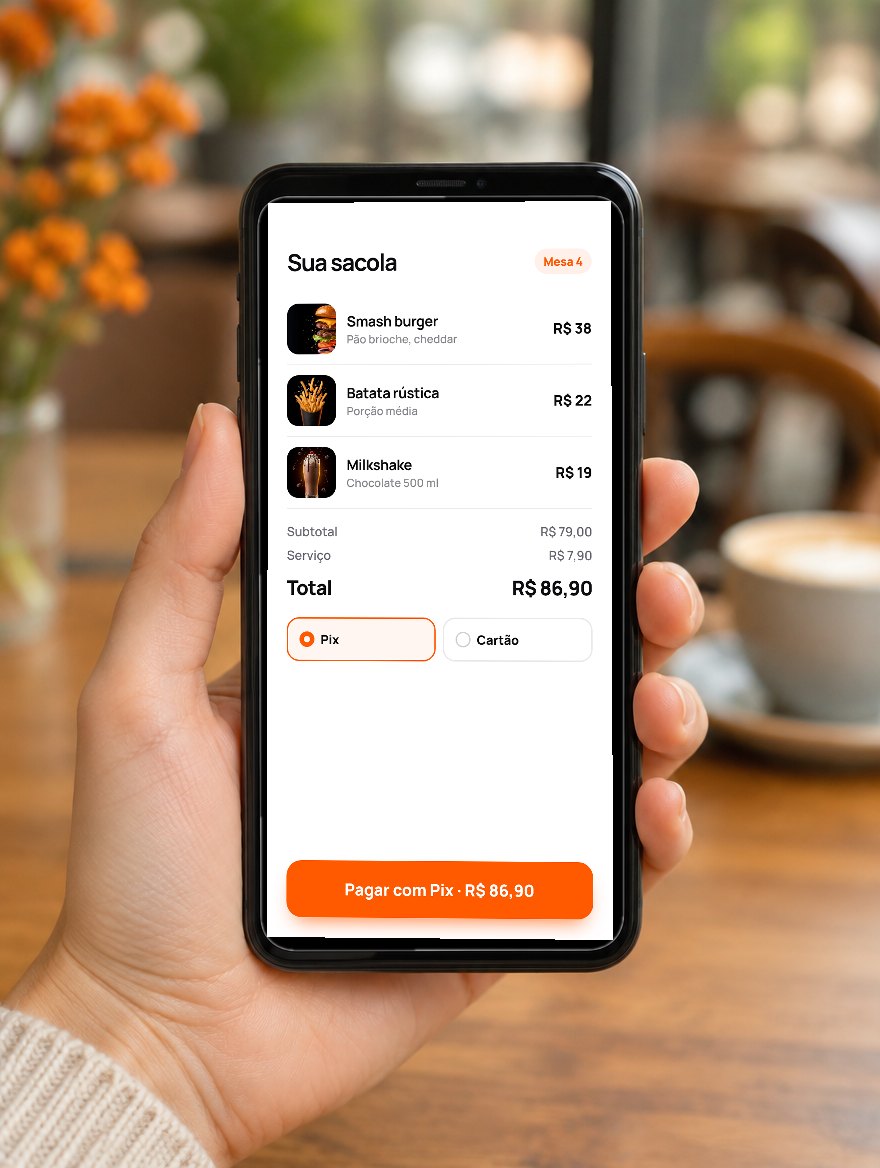 Sua sacola
Mesa 4
Smash burger
Pão brioche, cheddar
R$ 38
Batata rústica
Porção média
R$ 22
Milkshake
Chocolate 500 ml
R$ 19
Subtotal
R$ 79,00
Serviço
R$ 7,90
Total
R$ 86,90
Pix
Cartão
Pagar com Pix · R$ 86,90